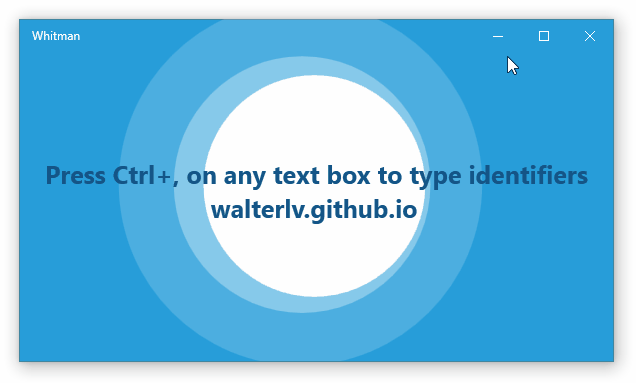 Whitman
Press Ctrl+, on any text box to type identifiers
walterlv.github.io